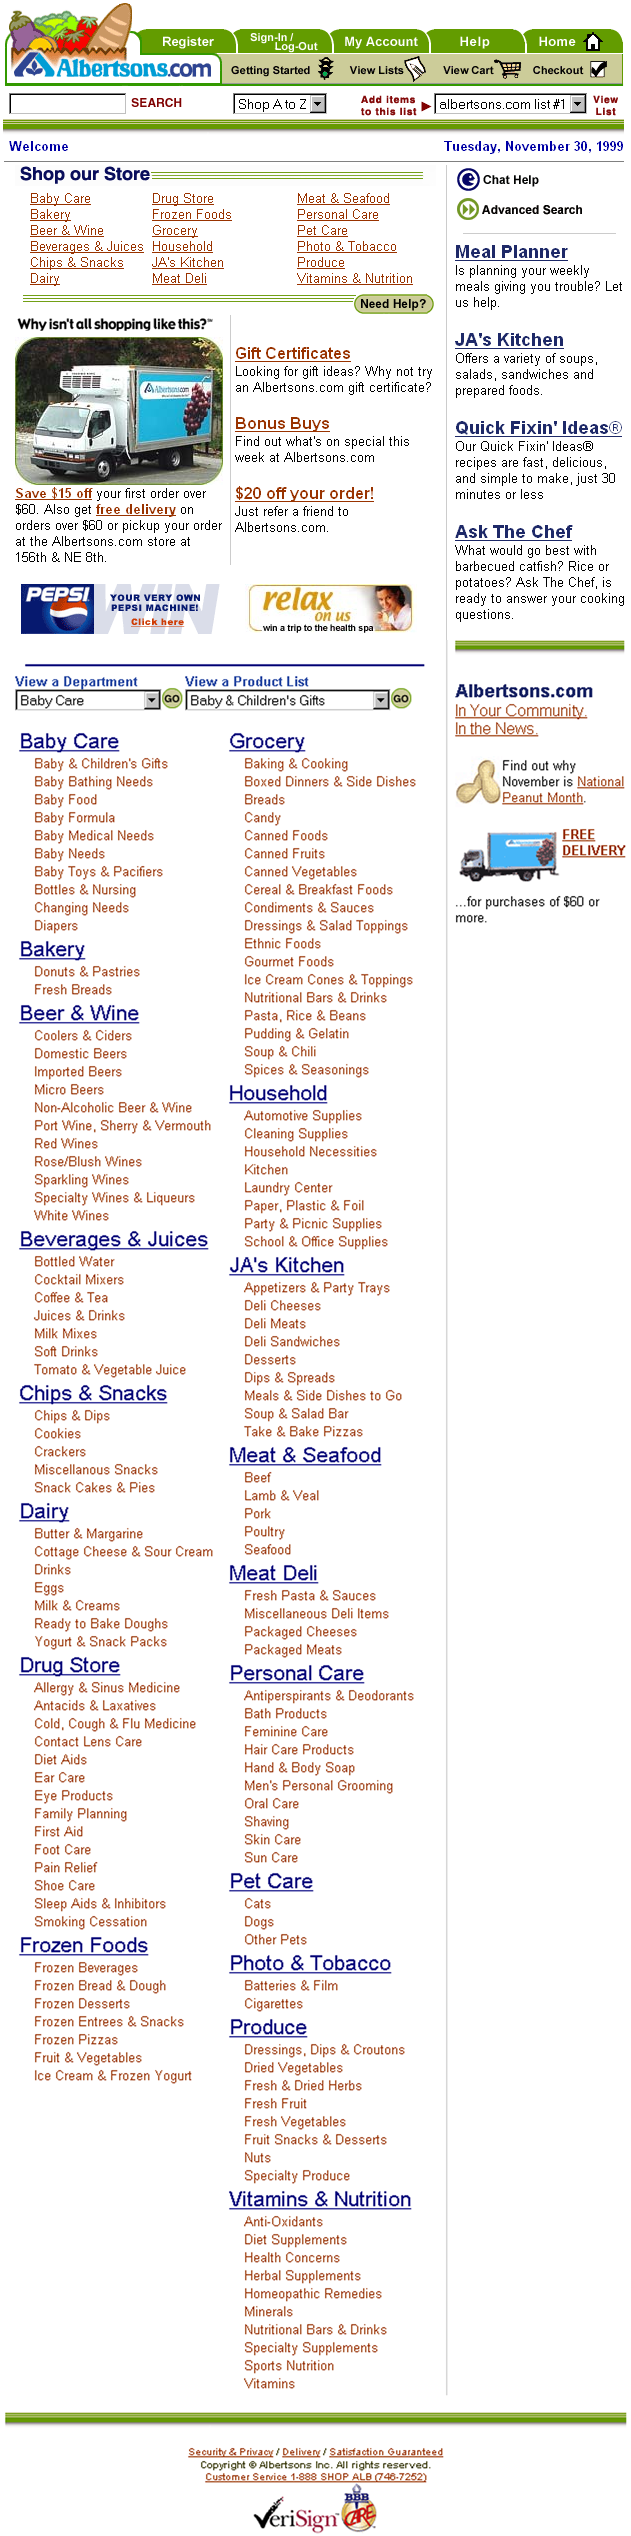 Register
Sign-In /
Log-Out
My Account
Help
Home
Albertsons.com
Getting Started
View Lists
View Cart
Checkout
SEARCH
Shop A to Z
Add items
to this list
albertsons.com list #1
View
List
Welcome
Tuesday, November 30, 1999
Shop our Store
Baby Care
Drug Store
Meat & Seafood
Bakery
Frozen Foods
Personal Care
Beer & Wine
Grocery
Pet Care
Beverages & Juices
Household
Photo & Tobacco
Chips & Snacks
JA's Kitchen
Produce
Dairy
Meat Deli
Vitamins & Nutrition
Need Help?
Why isn't all shopping like this?℠
Albertsons.com
Save $15 off your first order over
$60. Also get free delivery on
orders over $60 or pickup your order
at the Albertsons.com store at
156th & NE 8th.
Gift Certificates
Looking for gift ideas? Why not try
an Albertsons.com gift certificate?
Bonus Buys
Find out what's on special this
week at Albertsons.com
$20 off your order!
Just refer a friend to
Albertsons.com.
PEPSI
WIN
YOUR VERY OWN
PEPSI MACHINE!
Click here
relax
on us
win a trip to the health spa
View a Department
View a Product List
Baby Care
GO
Baby & Children's Gifts
GO
Baby Care
Baby & Children's Gifts
Baby Bathing Needs
Baby Food
Baby Formula
Baby Medical Needs
Baby Needs
Baby Toys & Pacifiers
Bottles & Nursing
Changing Needs
Diapers
Bakery
Donuts & Pastries
Fresh Breads
Beer & Wine
Coolers & Ciders
Domestic Beers
Imported Beers
Micro Beers
Non-Alcoholic Beer & Wine
Port Wine, Sherry & Vermouth
Red Wines
Rose/Blush Wines
Sparkling Wines
Specialty Wines & Liqueurs
White Wines
Beverages & Juices
Bottled Water
Cocktail Mixers
Coffee & Tea
Juices & Drinks
Milk Mixes
Soft Drinks
Tomato & Vegetable Juice
Chips & Snacks
Chips & Dips
Cookies
Crackers
Miscellanous Snacks
Snack Cakes & Pies
Dairy
Butter & Margarine
Cottage Cheese & Sour Cream
Drinks
Eggs
Milk & Creams
Ready to Bake Doughs
Yogurt & Snack Packs
Drug Store
Allergy & Sinus Medicine
Antacids & Laxatives
Cold, Cough & Flu Medicine
Contact Lens Care
Diet Aids
Ear Care
Eye Products
Family Planning
First Aid
Foot Care
Pain Relief
Shoe Care
Sleep Aids & Inhibitors
Smoking Cessation
Frozen Foods
Frozen Beverages
Frozen Bread & Dough
Frozen Desserts
Frozen Entrees & Snacks
Frozen Pizzas
Fruit & Vegetables
Ice Cream & Frozen Yogurt
Grocery
Baking & Cooking
Boxed Dinners & Side Dishes
Breads
Candy
Canned Foods
Canned Fruits
Canned Vegetables
Cereal & Breakfast Foods
Condiments & Sauces
Dressings & Salad Toppings
Ethnic Foods
Gourmet Foods
Ice Cream Cones & Toppings
Nutritional Bars & Drinks
Pasta, Rice & Beans
Pudding & Gelatin
Soup & Chili
Spices & Seasonings
Household
Automotive Supplies
Cleaning Supplies
Household Necessities
Kitchen
Laundry Center
Paper, Plastic & Foil
Party & Picnic Supplies
School & Office Supplies
JA's Kitchen
Appetizers & Party Trays
Deli Cheeses
Deli Meats
Deli Sandwiches
Desserts
Dips & Spreads
Meals & Side Dishes to Go
Soup & Salad Bar
Take & Bake Pizzas
Meat & Seafood
Beef
Lamb & Veal
Pork
Poultry
Seafood
Meat Deli
Fresh Pasta & Sauces
Miscellaneous Deli Items
Packaged Cheeses
Packaged Meats
Personal Care
Antiperspirants & Deodorants
Bath Products
Feminine Care
Hair Care Products
Hand & Body Soap
Men's Personal Grooming
Oral Care
Shaving
Skin Care
Sun Care
Pet Care
Cats
Dogs
Other Pets
Photo & Tobacco
Batteries & Film
Cigarettes
Produce
Dressings, Dips & Croutons
Dried Vegetables
Fresh & Dried Herbs
Fresh Fruit
Fresh Vegetables
Fruit Snacks & Desserts
Nuts
Specialty Produce
Vitamins & Nutrition
Anti-Oxidants
Diet Supplements
Health Concerns
Herbal Supplements
Homeopathic Remedies
Minerals
Nutritional Bars & Drinks
Specialty Supplements
Sports Nutrition
Vitamins
Chat Help
Advanced Search
Meal Planner
Is planning your weekly
meals giving you trouble? Let
us help.
JA's Kitchen
Offers a variety of soups,
salads, sandwiches and
prepared foods.
Quick Fixin' Ideas®
Our Quick Fixin' Ideas®
recipes are fast, delicious,
and simple to make, just 30
minutes or less
Ask The Chef
What would go best with
barbecued catfish? Rice or
potatoes? Ask The Chef, is
ready to answer your cooking
questions.
Albertsons.com
In Your Community.
In the News.
Find out why
November is National
Peanut Month.
FREE
DELIVERY
...for purchases of $60 or
more.
Security & Privacy / Delivery / Satisfaction Guaranteed
Copyright © Albertsons Inc. All rights reserved.
Customer Service 1-888 SHOP ALB (746-7252)
VeriSign
BBB
CARE